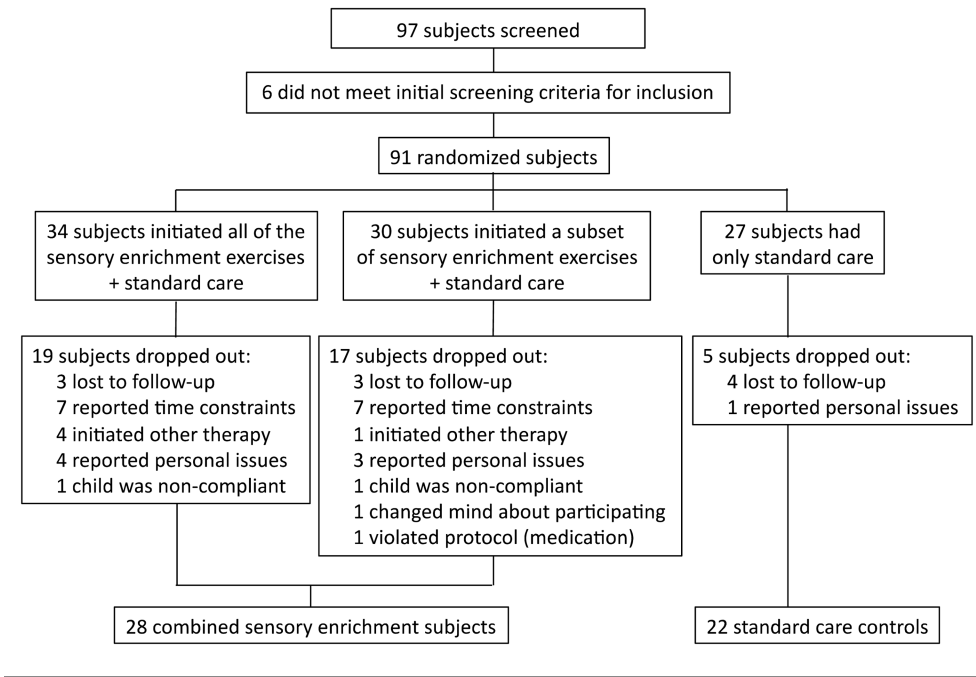 97 subjects screened
6 did not meet initial screening criteria for inclusion
91 randomized subjects
34 subjects initiated all of the
sensory enrichment exercises
+ standard care
30 subjects initiated a subset
of sensory enrichment exercises
+ standard care
27 subjects had
only standard care
19 subjects dropped out:
3 lost to follow-up
7 reported time constraints
4 initiated other therapy
4 reported personal issues
1 child was non-compliant
17 subjects dropped out:
3 lost to follow-up
7 reported time constraints
1 initiated other therapy
3 reported personal issues
1 child was non-compliant
1 changed mind about participating
1 violated protocol (medication)
5 subjects dropped out:
4 lost to follow-up
1 reported personal issues
28 combined sensory enrichment subjects
22 standard care controls